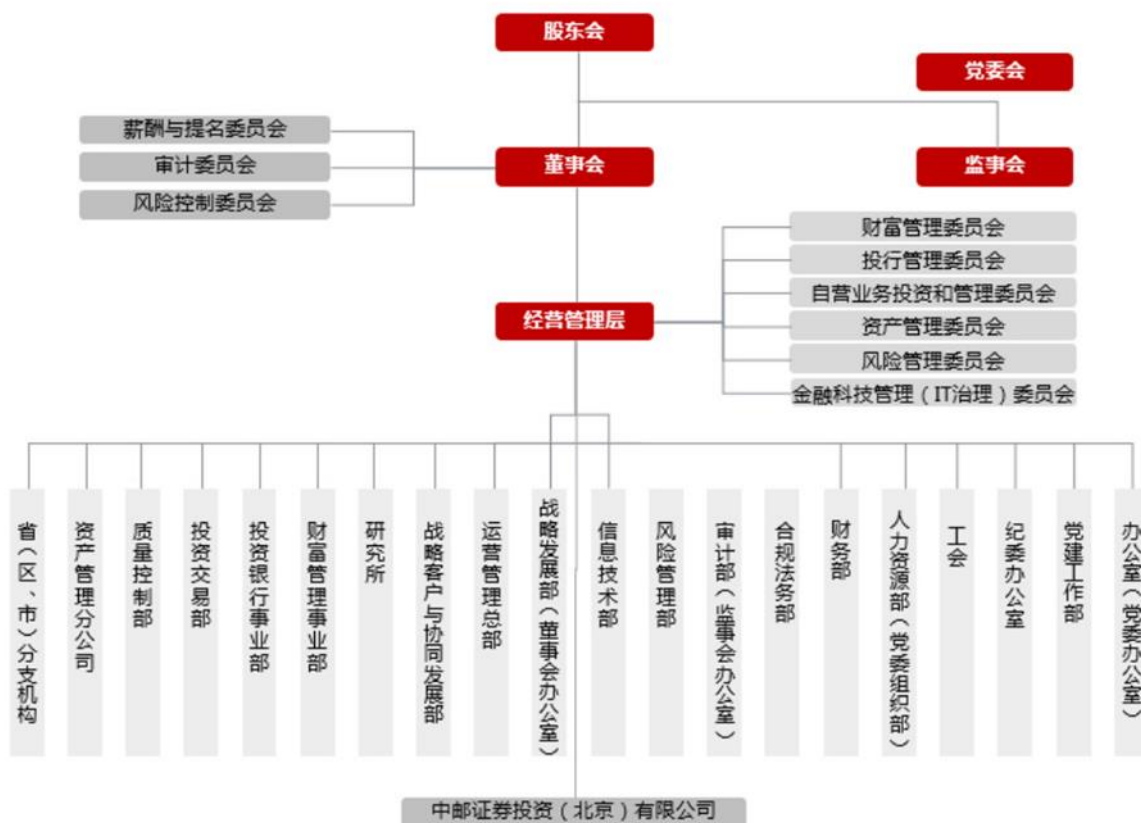 股东会
党委会
薪酬与提名委员会
审计委员会
风险控制委员会
董事会
监事会
财富管理委员会
投行管理委员会
自营业务投资和管理委员会
经营管理层
资产管理委员会
风险管理委员会
金融科技管理（IT治理）委员会
省（区、市）分支机构
资产管理分公司
质量控制部
投资交易部
投资银行事业部
财富管理事业部
研究所
战略客户与协同发展部
运营管理总部
战略发展部（董事会办公室）
信息技术部
风险管理部
审计部（监事会办公室）
合规法务部
财务部
人力资源部（党委组织部）
工会
纪委办公室
党建工作部
办公室（党委办公室）
中邮证券投资（北京）有限公司